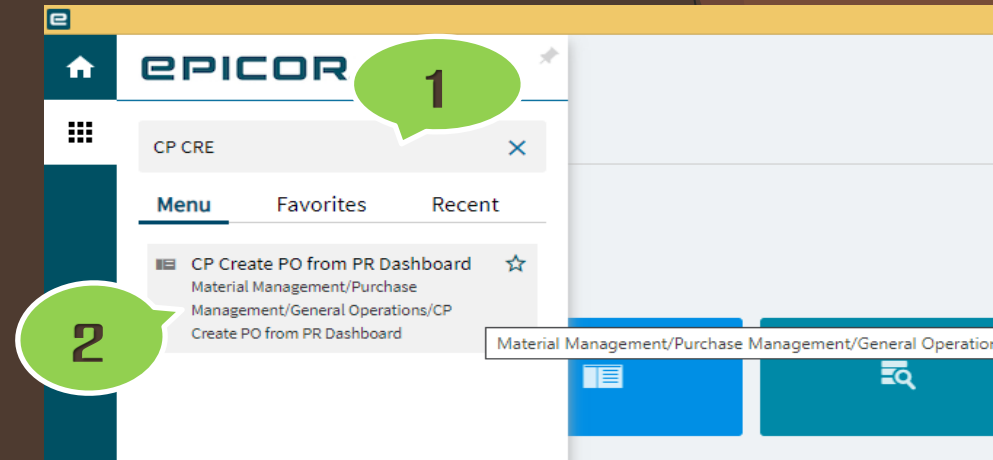 EPICOR
1
CP CRE
Menu Favorites Recent
CP Create PO from PR Dashboard
Material Management/Purchase
Management/General Operations/CP
Create PO from PR Dashboard
2
Material Management/Purchase Management/General Operation